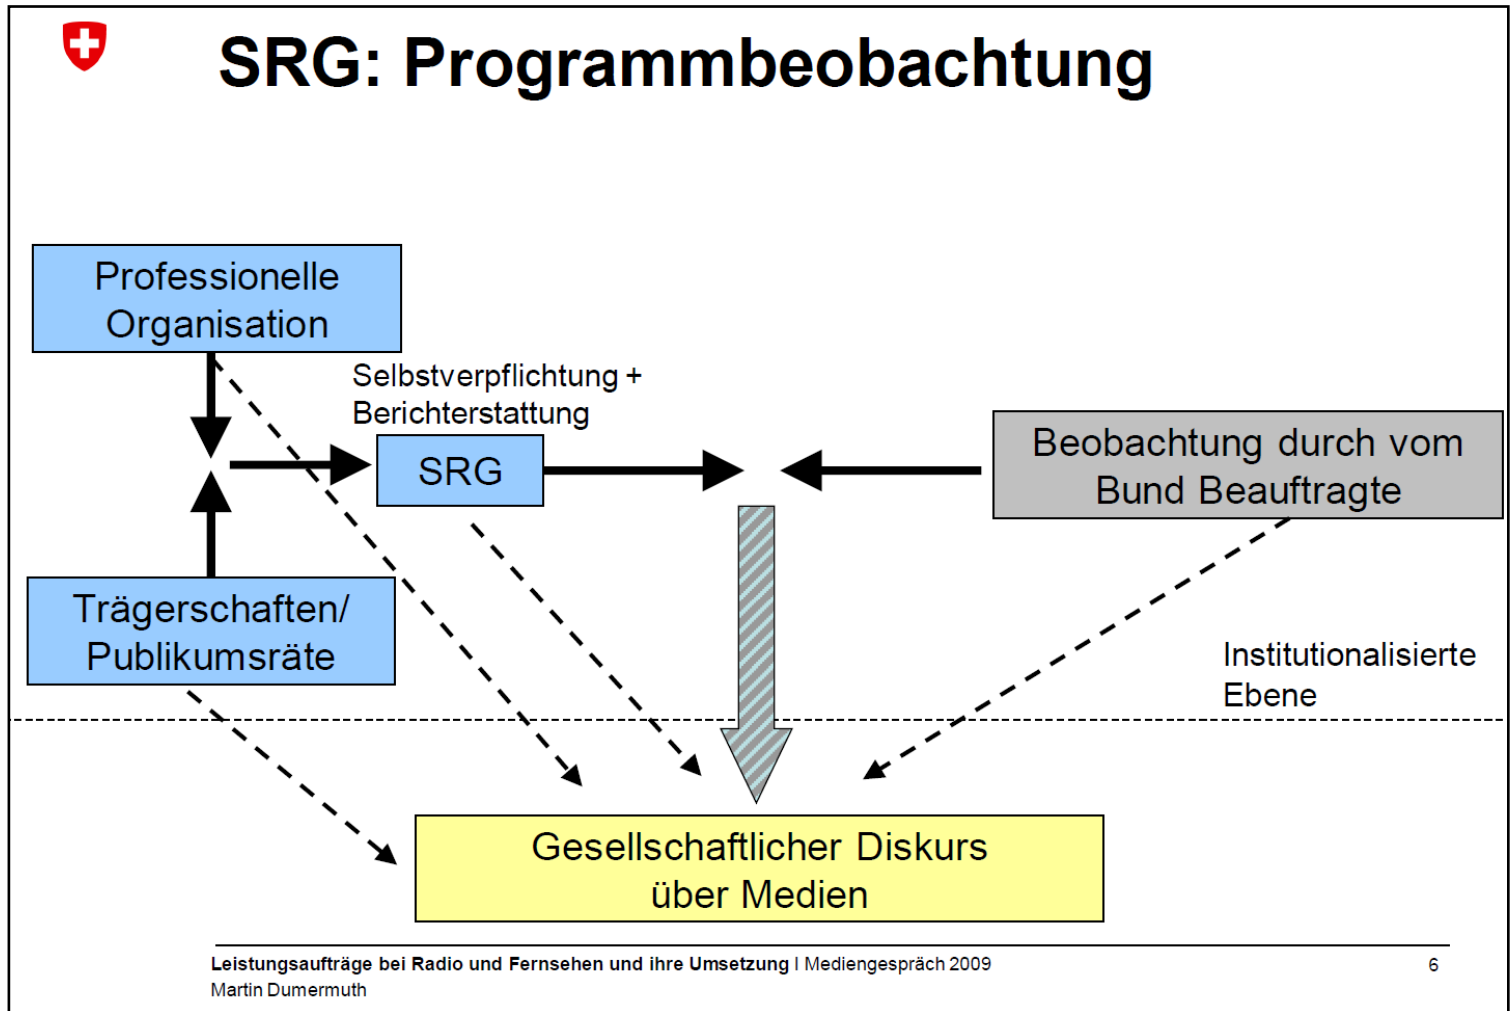 SRG: Programmbeobachtung
Professionelle
Organisation
Selbstverpflichtung +
Berichterstattung
SRG
Beobachtung durch vom
Bund Beauftragte
Trägerschaften/
Publikumsräte
Institutionalisierte
Ebene
Gesellschaftlicher Diskurs
über Medien
Leistungsaufträge bei Radio und Fernsehen und ihre Umsetzung I Mediengespräch 2009
Martin Dumermuth
6